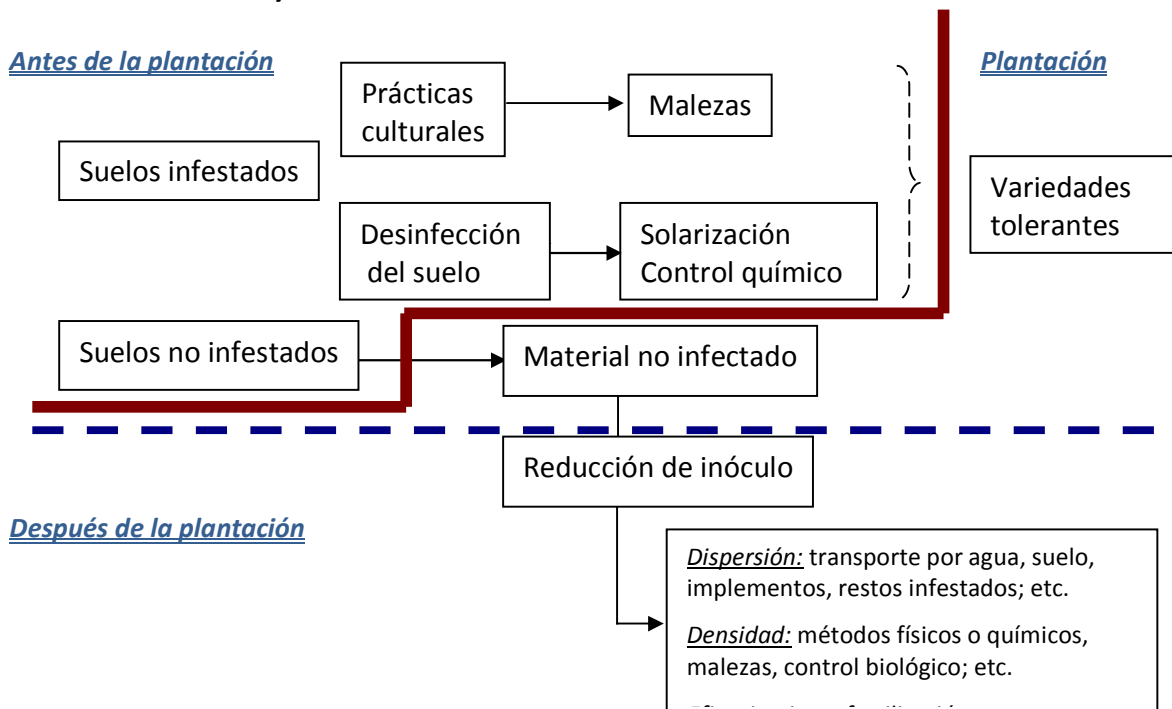 Antes de la plantación
Plantación
Prácticas
culturales
Malezas
Suelos infestados
Variedades
tolerantes
Desinfección
del suelo
Solarización
Control químico
Suelos no infestados
Material no infectado
Reducción de inóculo
Después de la plantación
Dispersión: transporte por agua, suelo,
implementos, restos infestados; etc.
Densidad: métodos físicos o químicos,
malezas, control biológico; etc.